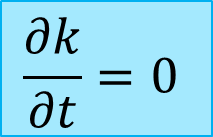 ∂k/∂t = 0